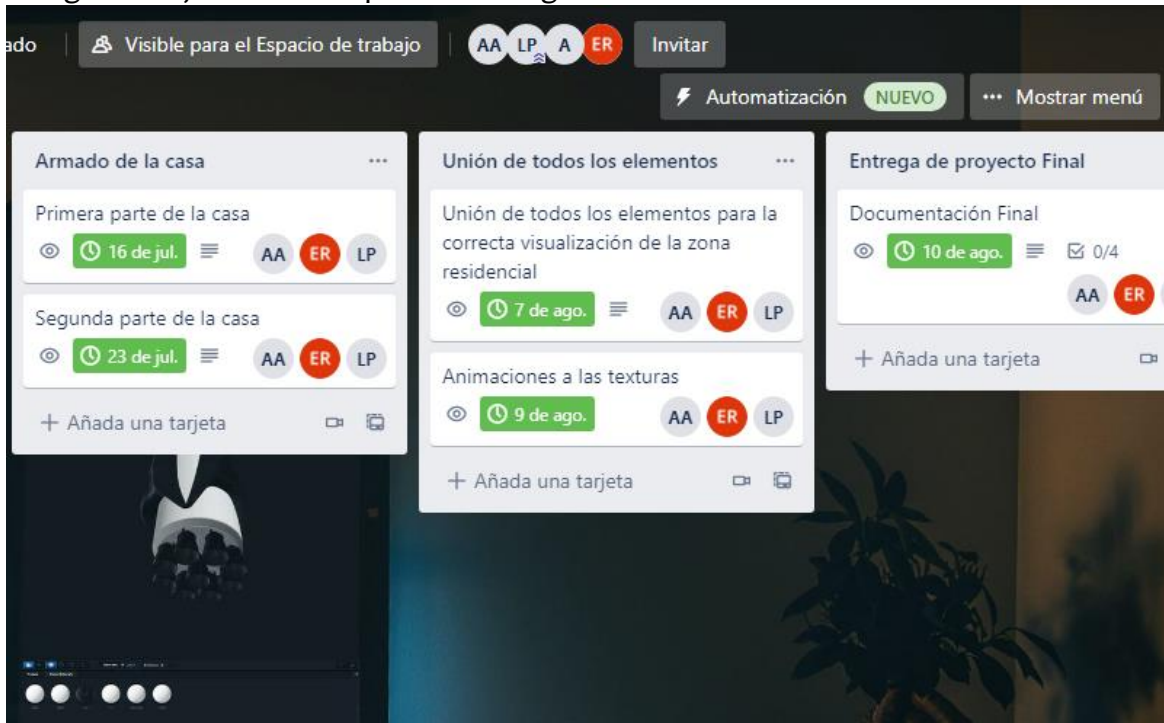 ado
Visible para el Espacio de trabajo
AA LP A ER
Invitar
Automatización NUEVO
Mostrar menú
Armado de la casa
Primera parte de la casa
16 de jul.
AA ER LP
Segunda parte de la casa
23 de jul.
AA ER LP
+ Añada una tarjeta
Unión de todos los elementos
Unión de todos los elementos para la
correcta visualización de la zona
residencial
7 de ago.
AA ER LP
Animaciones a las texturas
9 de ago.
AA ER LP
+ Añada una tarjeta
Entrega de proyecto Final
Documentación Final
10 de ago.
0/4
AA ER
+ Añada una tarjeta